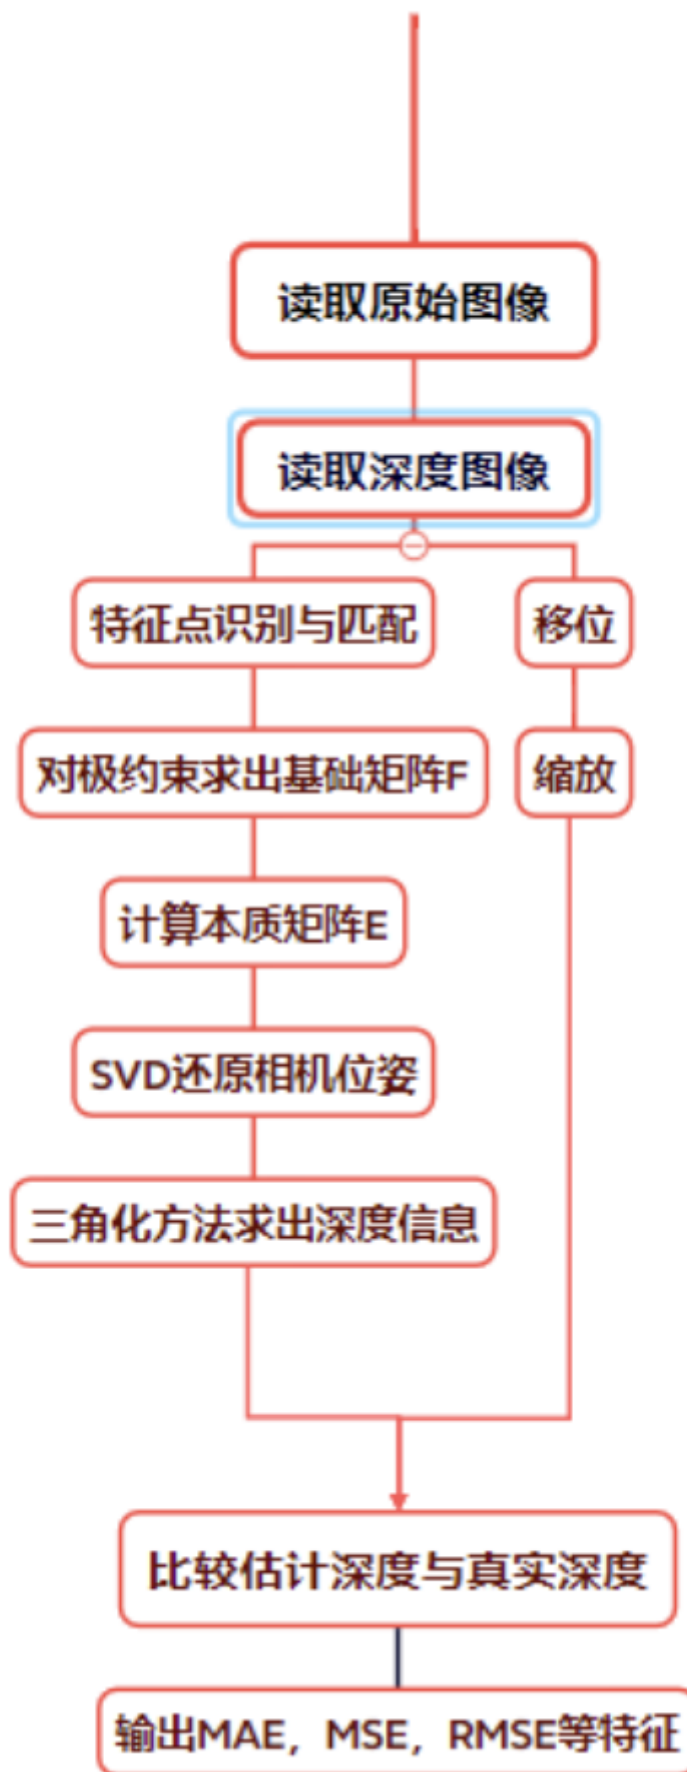 读取原始图像
读取深度图像
特征点识别与匹配
移位
对极约束求出基础矩阵F
缩放
计算本质矩阵E
SVD还原相机位姿
三角化方法求出深度信息
比较估计深度与真实深度
输出MAE，MSE，RMSE等特征